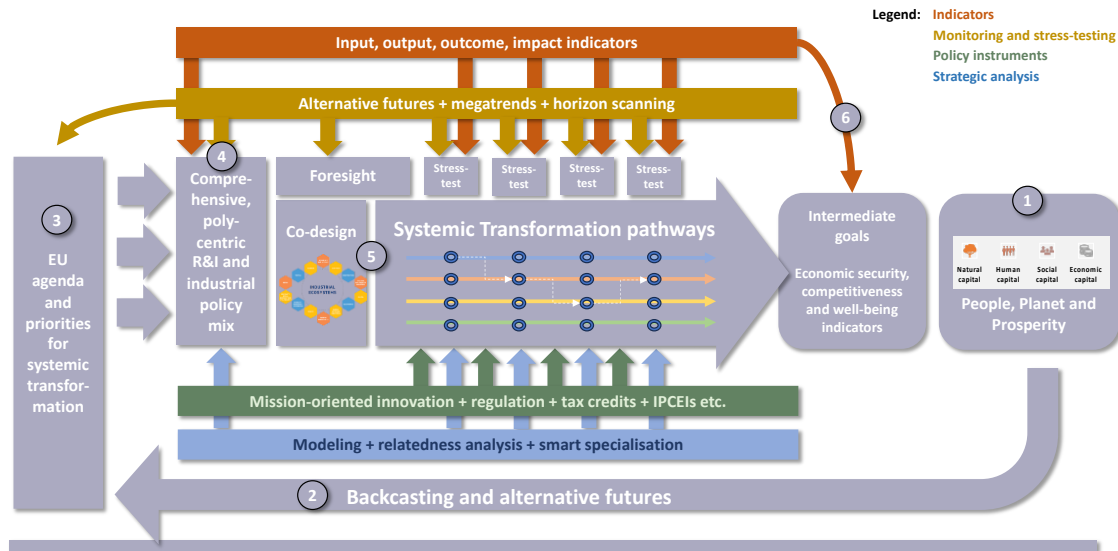 Legend: Indicators
Monitoring and stress-testing
Policy instruments
Strategic analysis
Input, output, outcome, impact indicators
Alternative futures + megatrends + horizon scanning
6
3
EU
agenda
and
priorities
for
systemic
transfor-
mation
4
Compre-
hensive,
poly-
centric
R&I and
industrial
policy
mix
Foresight
Stress-
test
Stress-
test
Stress-
test
Stress-
test
Co-design
INDUSTRIAL
ECOSYSTEMS
5
Systemic Transformation pathways
Intermediate
goals
Economic security,
competitiveness
and well-being
indicators
1
Natural
capital
Human
capital
Social
capital
Economic
capital
People, Planet and
Prosperity
Mission-oriented innovation + regulation + tax credits + IPCEIs etc.
Modeling + relatedness analysis + smart specialisation
2
Backcasting and alternative futures